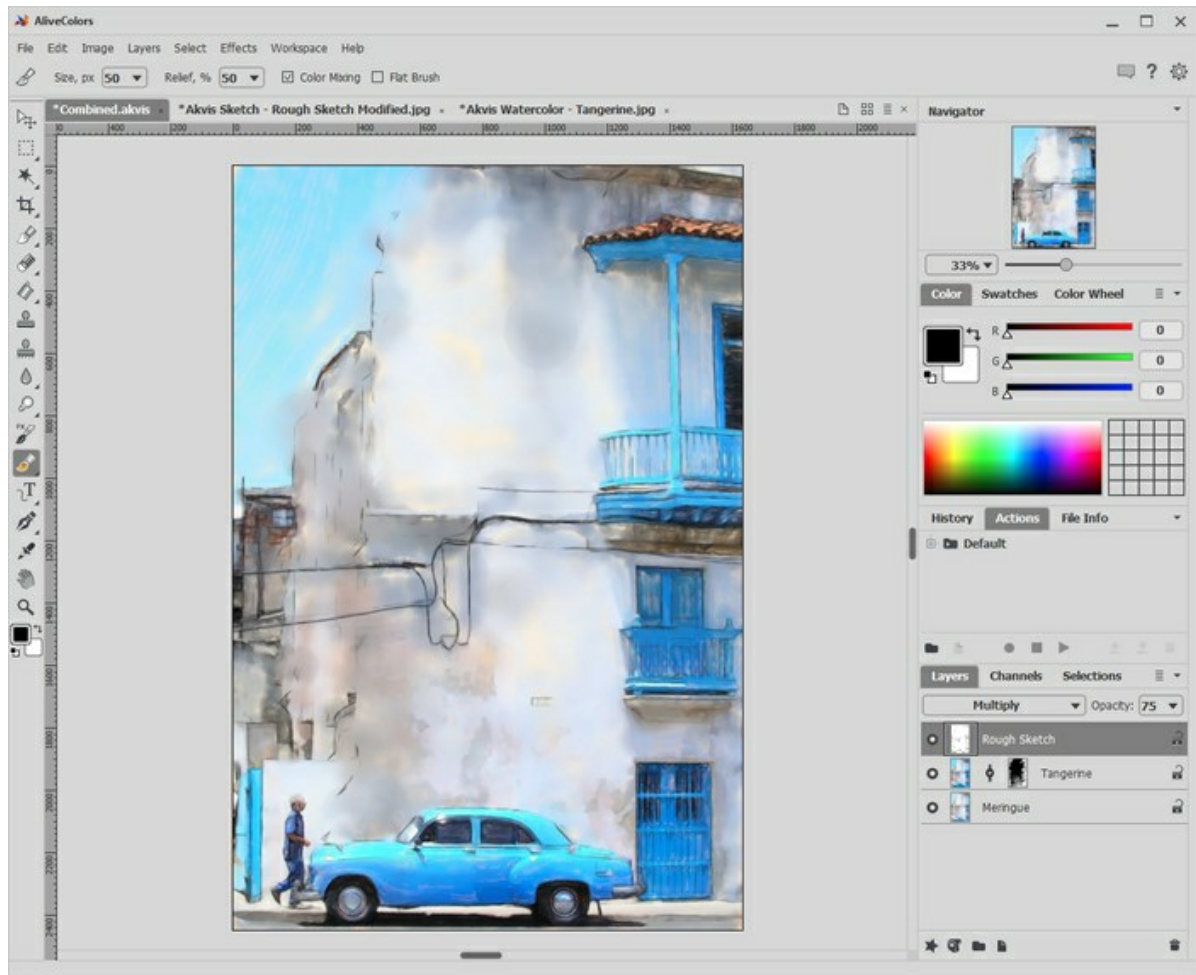 AliveColors
File Edit Image Layers Select Effects Workspace Help
Size, px 50 Relief, % 50 Color Mixing Flat Brush
*Combined.akvis *Akvis Sketch - Rough Sketch Modified.jpg *Akvis Watercolor - Tangerine.jpg
Navigator
33%
Color Swatches Color Wheel
R 0
G 0
B 0
History Actions File Info
Default
Layers Channels Selections
Multiply Opacity: 75
Rough Sketch
Tangerine
Meringue